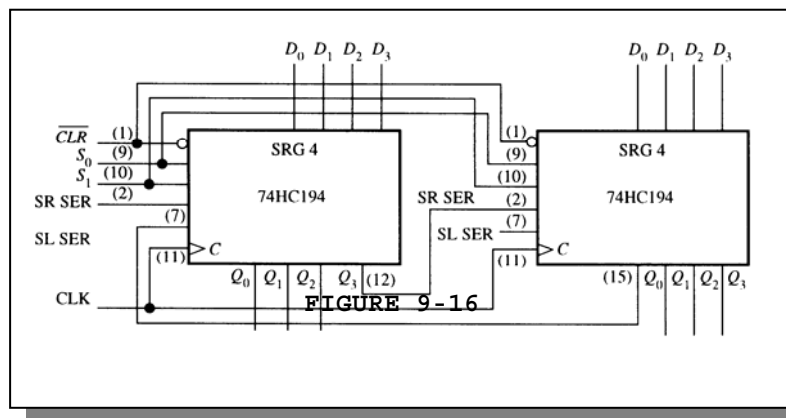 D0 D1 D2 D3
D0 D1 D2 D3
CLR (1)
S0 (9)
S1 (10)
SR SER (2)
(7)
SL SER
(11) C
SRG 4
74HC194
Q0 Q1 Q2 Q3 (12)
CLK
(1)
(9)
(10)
SR SER (2)
(7)
SL SER
(11) C
SRG 4
74HC194
(15) Q0 Q1 Q2 Q3
FIGURE 9-16